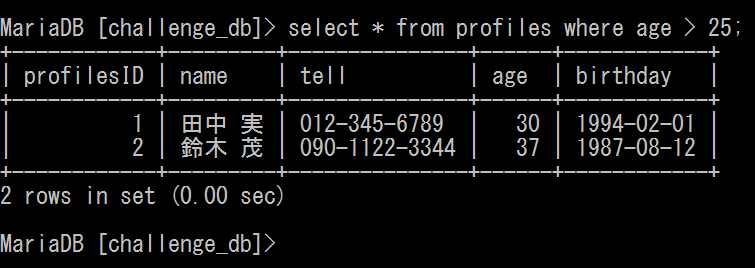 MariaDB [challenge_db]> select * from profiles where age > 25;
+------------+-----------+---------------+------+------------+
| profilesID | name      | tell          | age  | birthday   |
+------------+-----------+---------------+------+------------+
|          1 | 田中 実 | 012-345-6789  |   30 | 1994-02-01 |
|          2 | 鈴木 茂 | 090-1122-3344 |   37 | 1987-08-12 |
+------------+-----------+---------------+------+------------+
2 rows in set (0.00 sec)
MariaDB [challenge_db]>